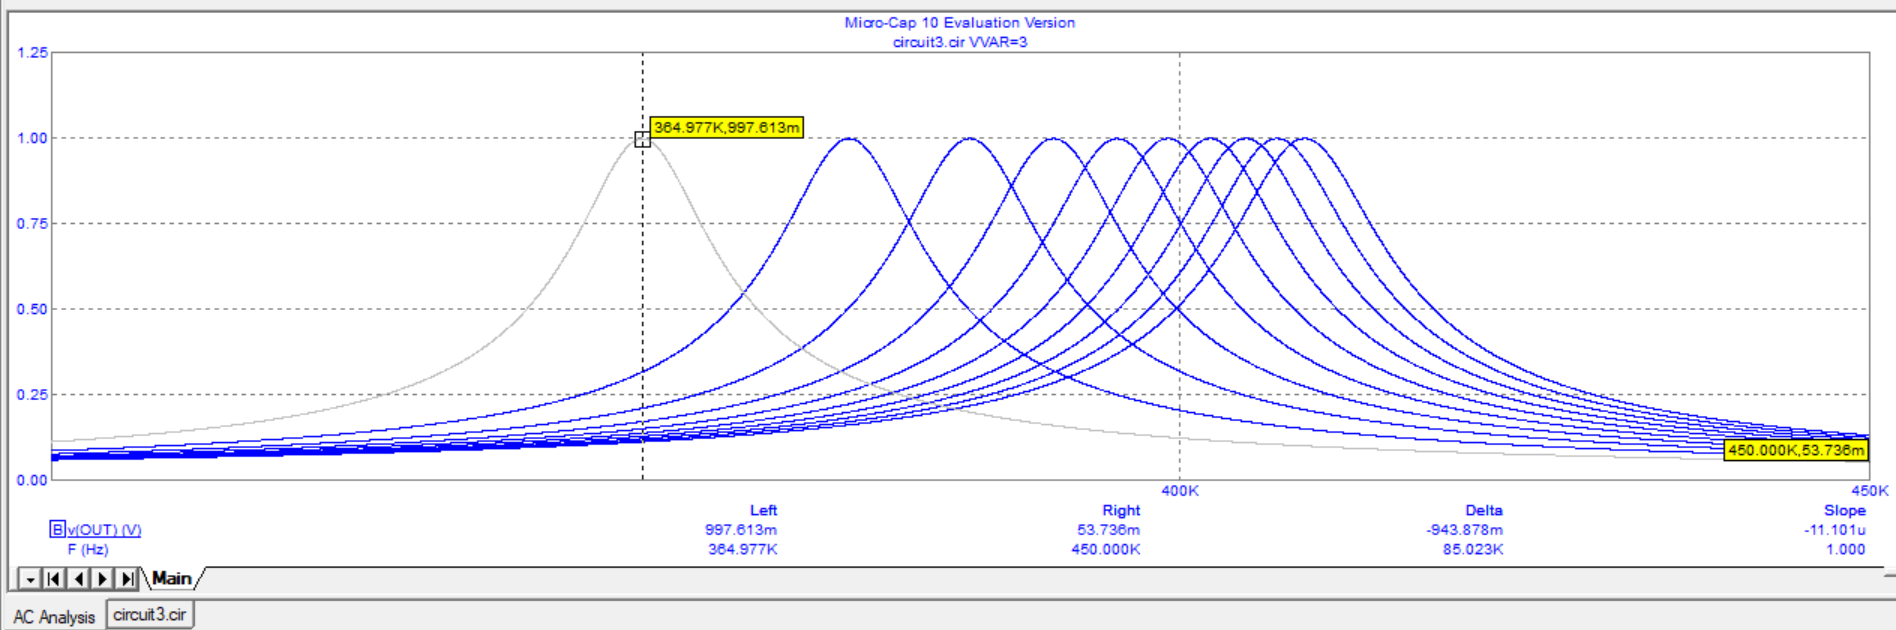 Micro-Cap 10 Evaluation Version
circuit3.cir VVAR=3
1.25
364.977K,997.613m
1.00
0.75
0.50
0.25
450.000K,53.736m
0.00
400K 450K
Left Right Delta Slope
B v(OUT) (V) 997.613m 53.736m -943.878m -11.101u
F (Hz) 364.977K 450.000K 85.023K 1.000
Main
AC Analysis circuit3.cir